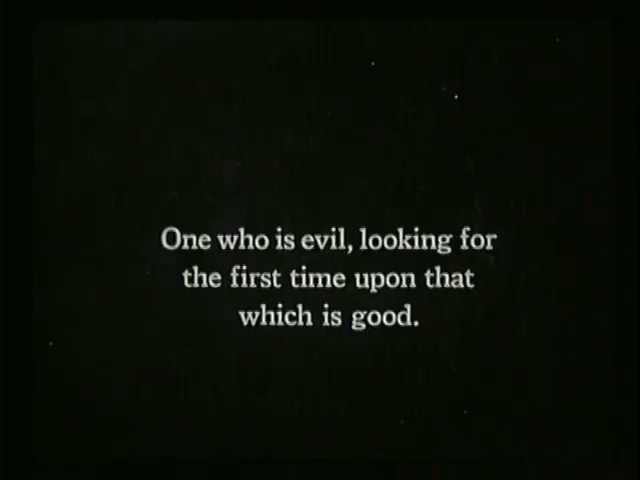 One who is evil, looking for
the first time upon that
which is good.